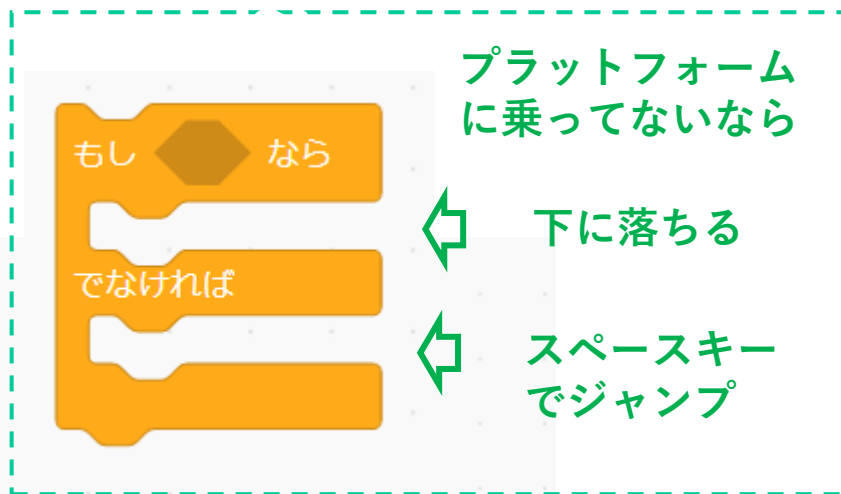 プラットフォーム
に乗ってないなら
もし なら
下に落ちる
でなければ
スペースキー
でジャンプ